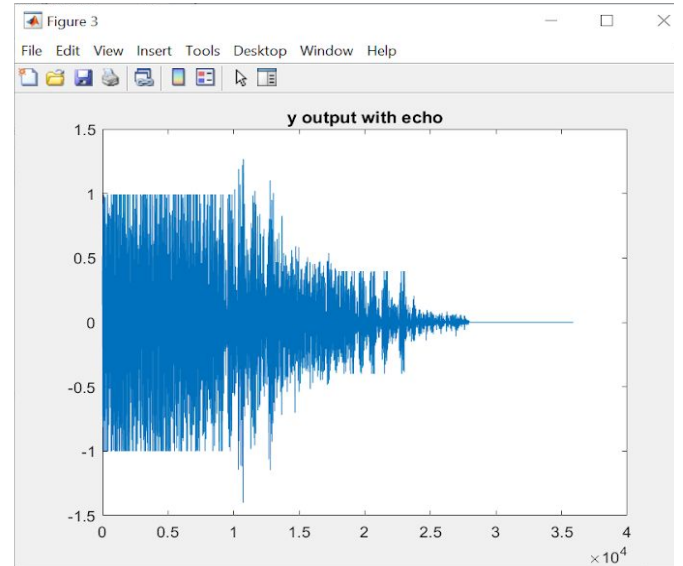 Figure 3
File Edit View Insert Tools Desktop Window Help
y output with echo
1.5
1
0.5
0
-0.5
-1
-1.5
0 0.5 1 1.5 2 2.5 3 3.5 4
×10^4